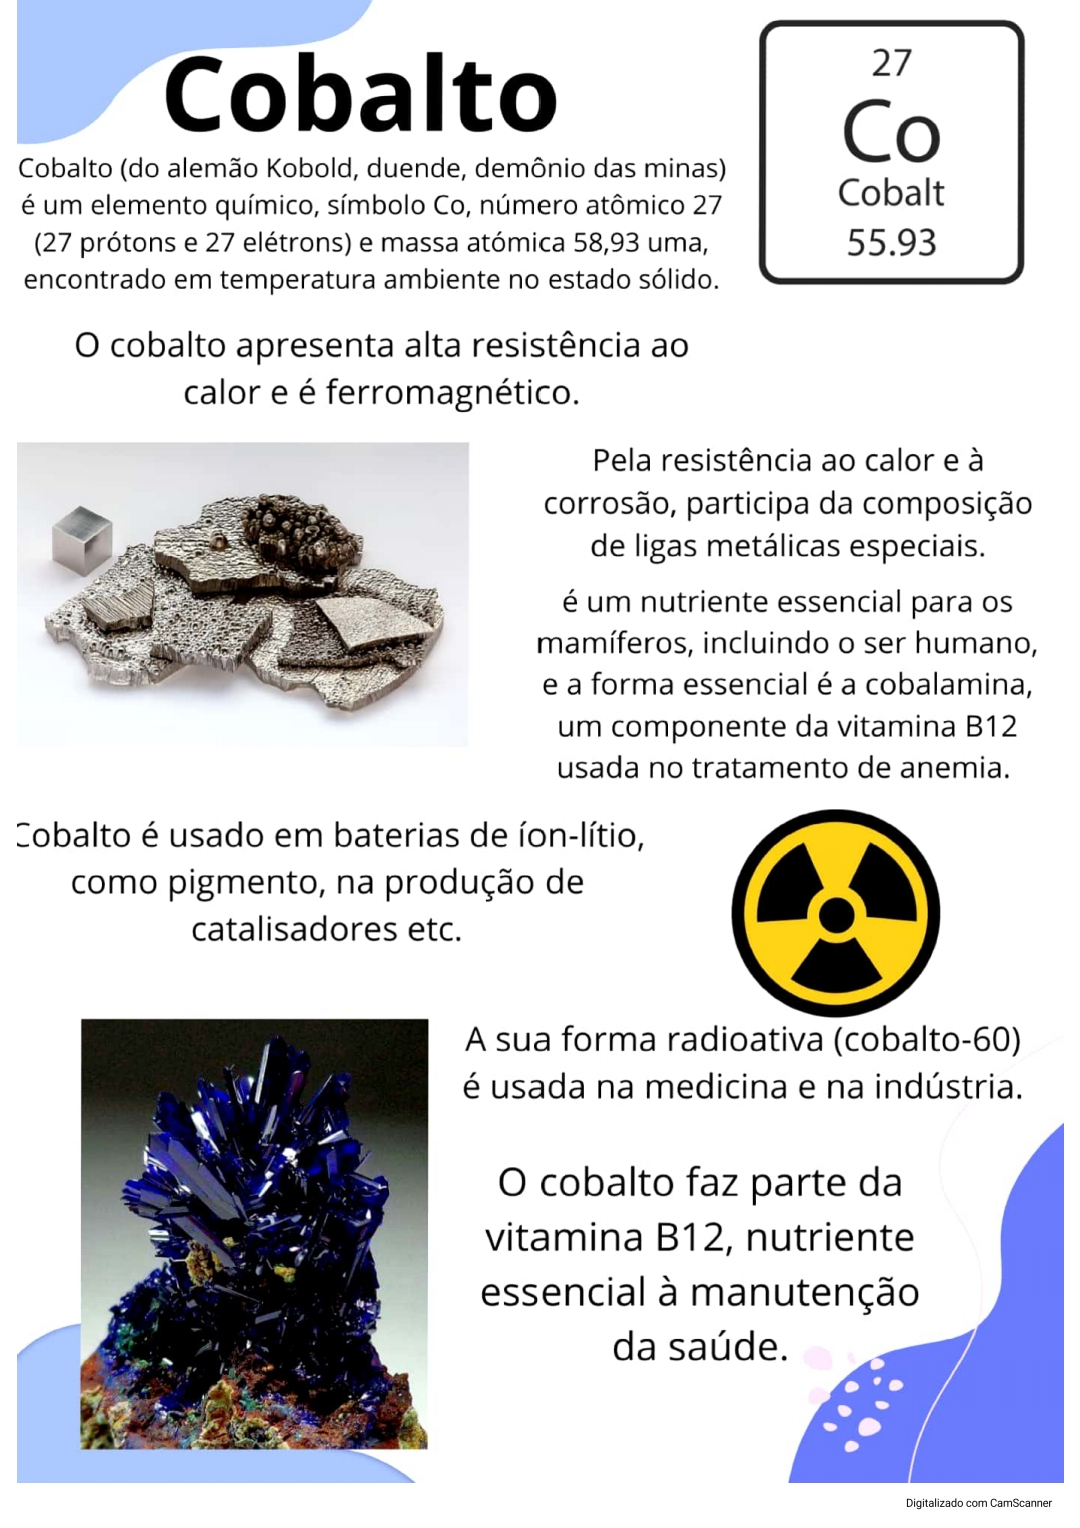 Cobalto
27
Co
Cobalt
55.93
Cobalto (do alemão Kobold, duende, demônio das minas)
é um elemento químico, símbolo Co, número atômico 27
(27 prótons e 27 elétrons) e massa atómica 58,93 uma,
encontrado em temperatura ambiente no estado sólido.
O cobalto apresenta alta resistência ao
calor e é ferromagnético.
Pela resistência ao calor e à
corrosão, participa da composição
de ligas metálicas especiais.
é um nutriente essencial para os
mamíferos, incluindo o ser humano,
e a forma essencial é a cobalamina,
um componente da vitamina B12
usada no tratamento de anemia.
Cobalto é usado em baterias de íon-lítio,
como pigmento, na produção de
catalisadores etc.
A sua forma radioativa (cobalto-60)
é usada na medicina e na indústria.
O cobalto faz parte da
vitamina B12, nutriente
essencial à manutenção
da saúde.
Digitalizado com CamScanner